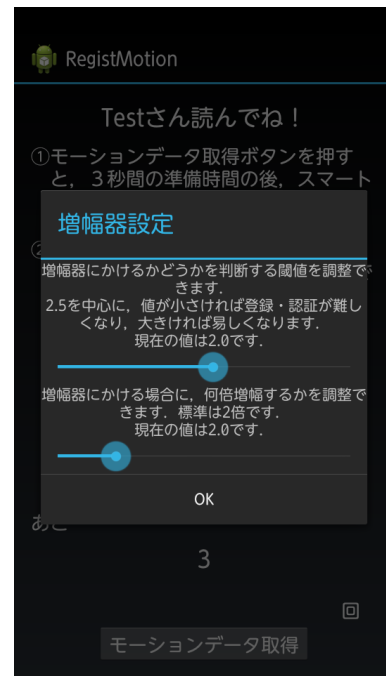 RegistMotion
Testさん読んでね！
①モーションデータ取得ボタンを押す
と，３秒間の準備時間の後，スマート
増幅器設定
増幅器にかけるかどうかを判断する閾値を調整で
きます．
2.5を中心に，値が小さければ登録・認証が難し
くなり，大きければ易しくなります．
現在の値は2.0です．
増幅器にかける場合に，何倍増幅するかを調整で
きます．標準は2倍です．
現在の値は2.0です．
OK
あと
3
モーションデータ取得